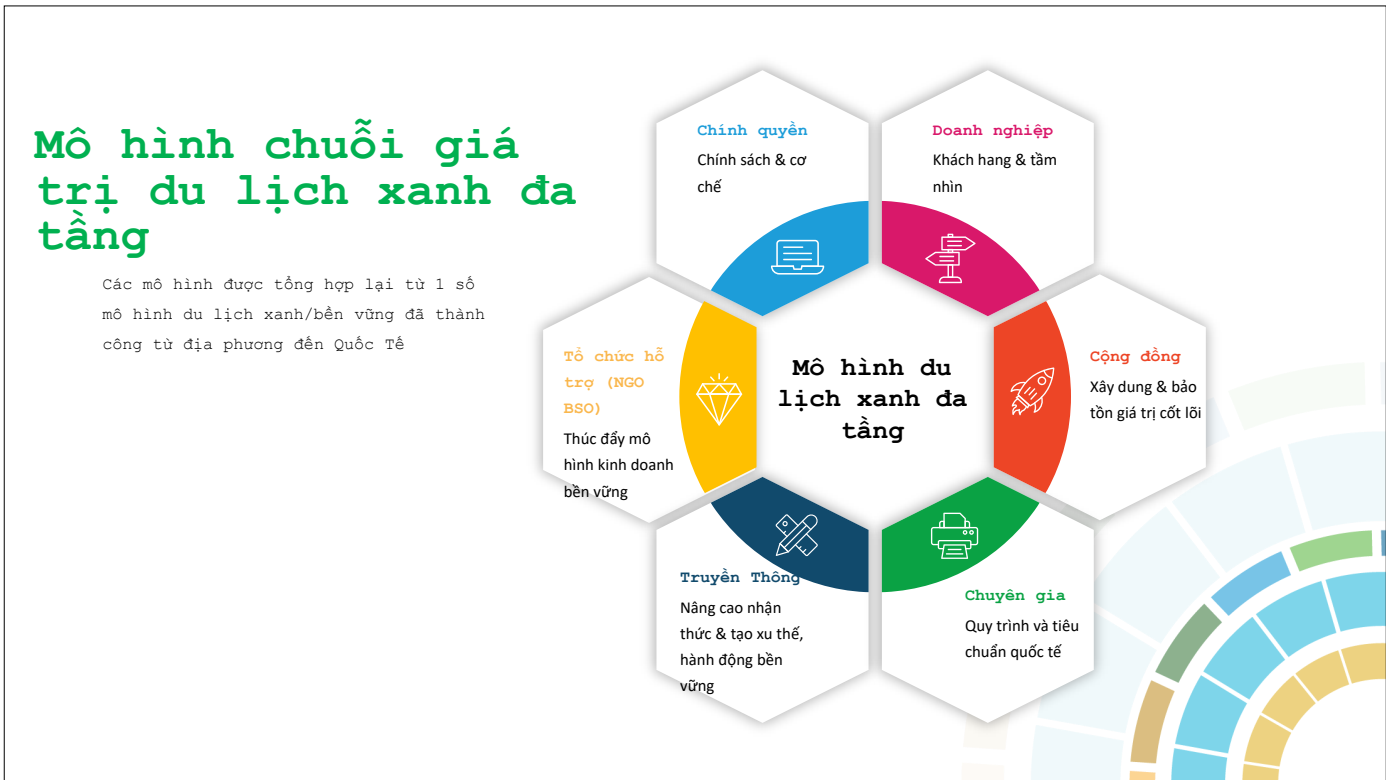 Mô hình chuỗi giá
trị du lịch xanh đa
tầng
Các mô hình được tổng hợp lại từ 1 số
mô hình du lịch xanh/bền vững đã thành
công từ địa phương đến Quốc Tế
Chính quyền
Chính sách & cơ
chế
Doanh nghiệp
Khách hang & tầm
nhìn
Tổ chức hỗ
trợ (NGO
BSO)
Thúc đẩy mô
hình kinh doanh
bền vững
Mô hình du
lịch xanh đa
tầng
Cộng đồng
Xây dung & bảo
tồn giá trị cốt lõi
Truyền Thông
Nâng cao nhận
thức & tạo xu thế,
hành động bền
vững
Chuyên gia
Quy trình và tiêu
chuẩn quốc tế